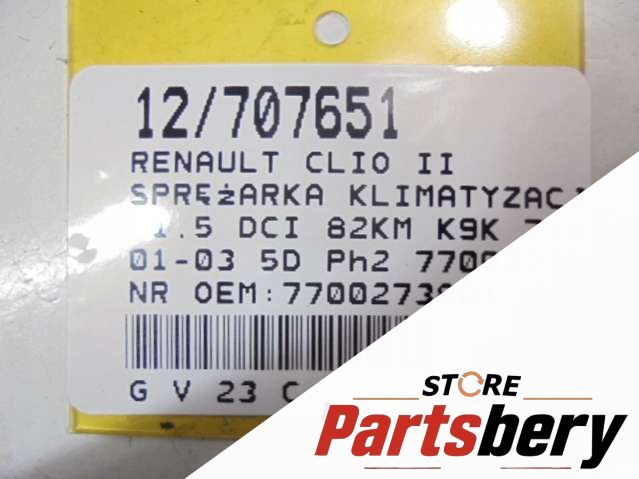 12/707651
RENAULT CLIO II
SPRĘŻARKA KLIMATYZAC
1.5 DCI 82KM K9K
01-03 5D Ph2
NR OEM:
G V 23 C
STORE
Partsbery